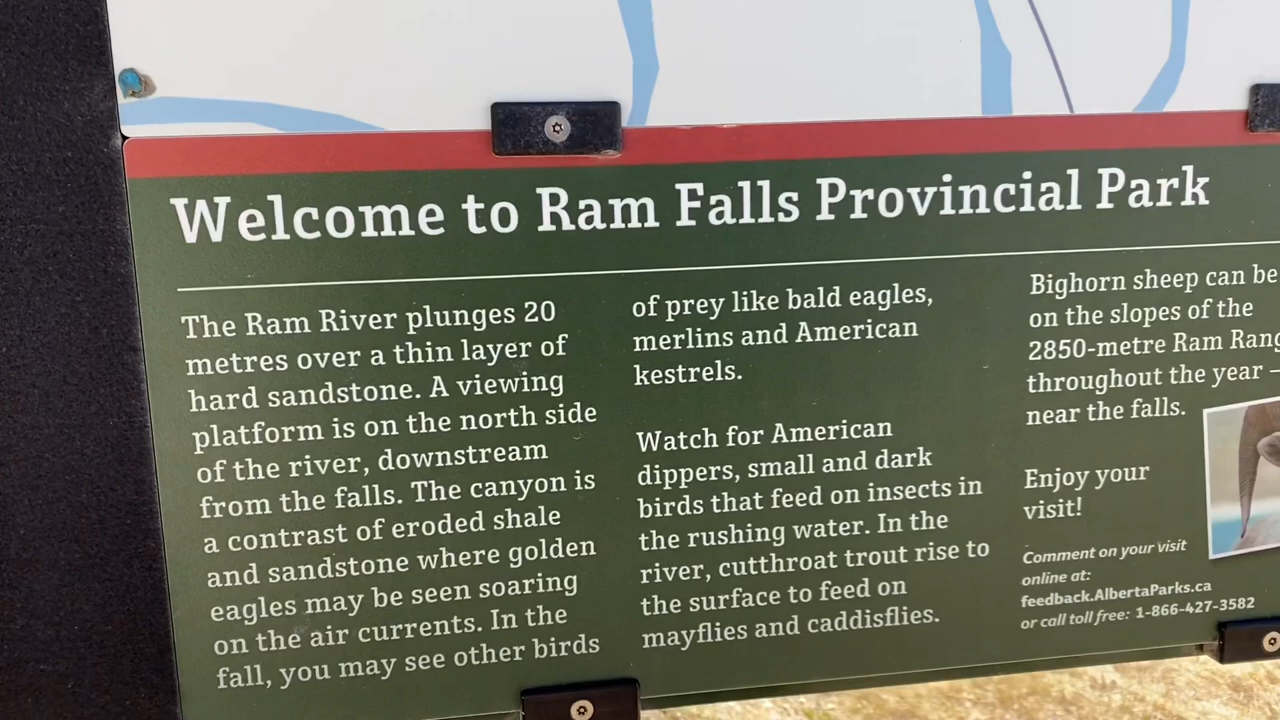 Welcome to Ram Falls Provincial Park
The Ram River plunges 20
metres over a thin layer of
hard sandstone. A viewing
platform is on the north side
of the river, downstream
from the falls. The canyon is
a contrast of eroded shale
and sandstone where golden
eagles may be seen soaring
on the air currents. In the
fall, you may see other birds
of prey like bald eagles,
merlins and American
kestrels.
Watch for American
dippers, small and dark
birds that feed on insects in
the rushing water. In the
river, cutthroat trout rise to
the surface to feed on
mayflies and caddisflies.
Bighorn sheep can be
on the slopes of the
2850-metre Ram Rang
throughout the year –
near the falls.
Enjoy your
visit!
Comment on your visit
online at:
feedback.AlbertaParks.ca
or call toll free: 1-866-427-3582